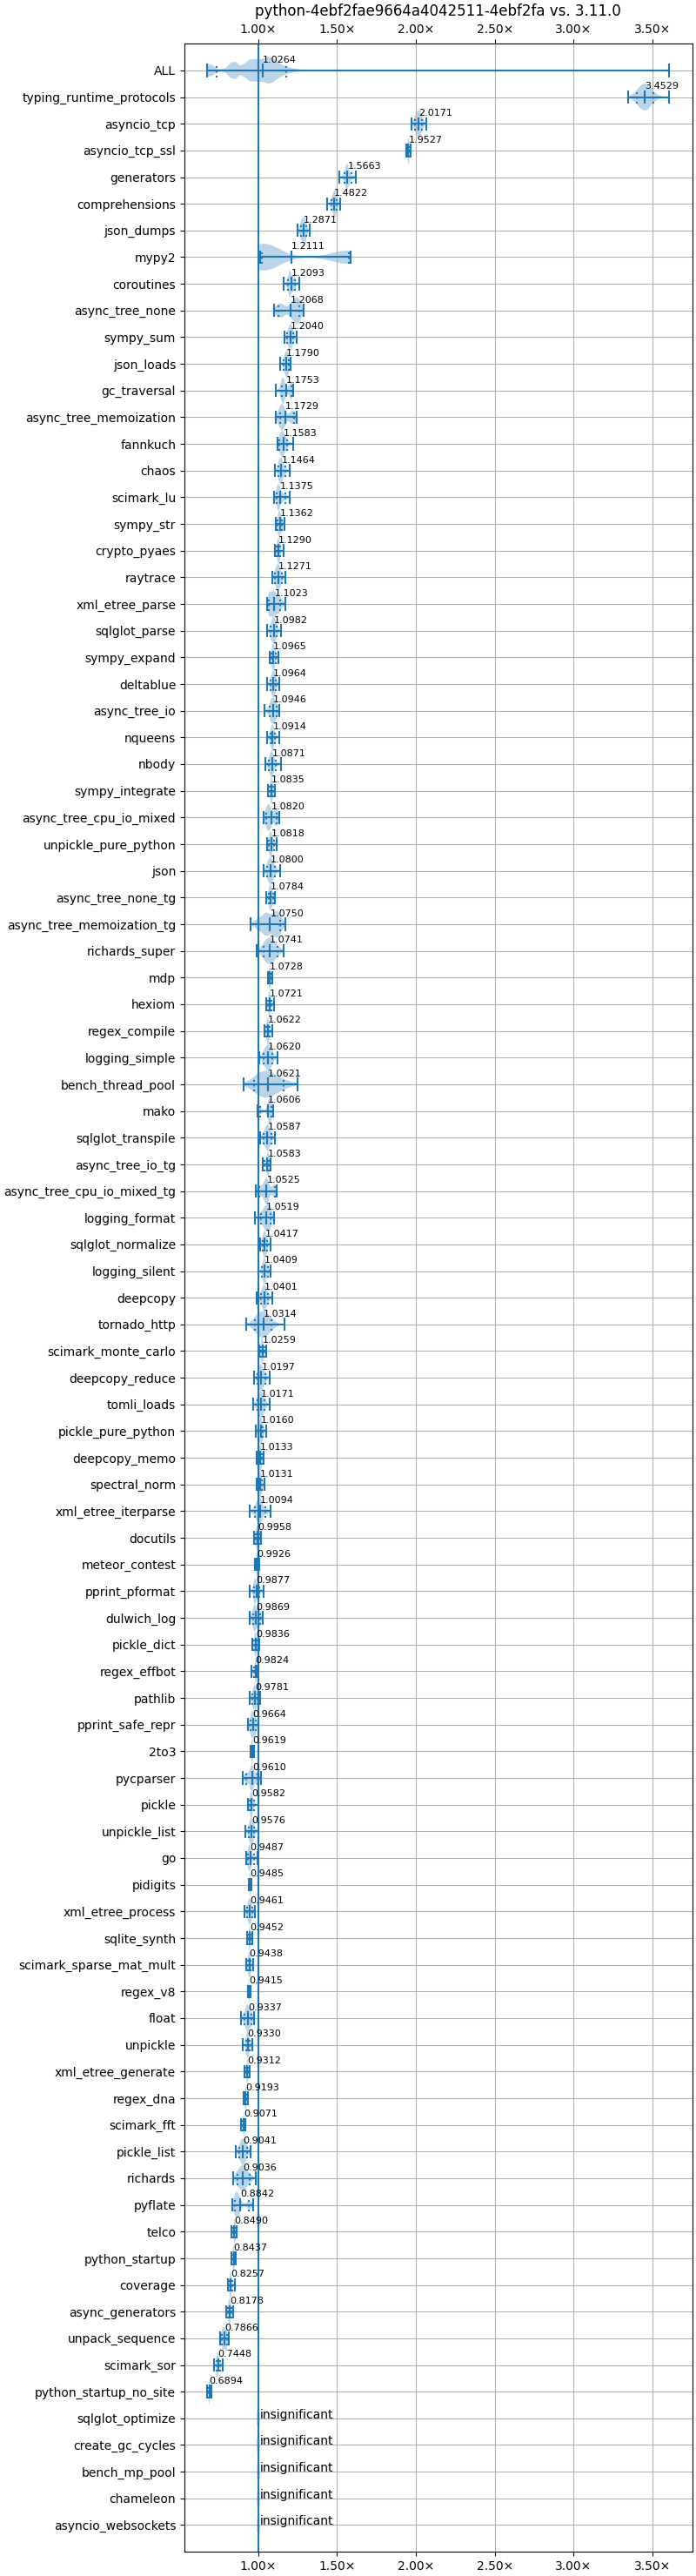 python-4ebf2fae9664a4042511-4ebf2fa vs. 3.11.0
1.00× 1.50× 2.00× 2.50× 3.00× 3.50×
ALL 1.0264
typing_runtime_protocols 3.4529
asyncio_tcp 2.0171
asyncio_tcp_ssl 1.9527
generators 1.5663
comprehensions 1.4822
json_dumps 1.2871
mypy2 1.2111
coroutines 1.2093
async_tree_none 1.2068
sympy_sum 1.2040
json_loads 1.1790
gc_traversal 1.1753
async_tree_memoization 1.1729
fannkuch 1.1583
chaos 1.1464
scimark_lu 1.1375
sympy_str 1.1362
crypto_pyaes 1.1290
raytrace 1.1271
xml_etree_parse 1.1023
sqlglot_parse 1.0982
sympy_expand 1.0965
deltablue 1.0964
async_tree_io 1.0946
nqueens 1.0914
nbody 1.0871
sympy_integrate 1.0835
async_tree_cpu_io_mixed 1.0820
unpickle_pure_python 1.0818
json 1.0800
async_tree_none_tg 1.0784
async_tree_memoization_tg 1.0750
richards_super 1.0741
mdp 1.0728
hexiom 1.0721
regex_compile 1.0622
logging_simple 1.0620
bench_thread_pool 1.0621
mako 1.0606
sqlglot_transpile 1.0587
async_tree_io_tg 1.0583
async_tree_cpu_io_mixed_tg 1.0525
logging_format 1.0519
sqlglot_normalize 1.0417
logging_silent 1.0409
deepcopy 1.0401
tornado_http 1.0314
scimark_monte_carlo 1.0259
deepcopy_reduce 1.0197
tomli_loads 1.0171
pickle_pure_python 1.0160
deepcopy_memo 1.0133
spectral_norm 1.0131
xml_etree_iterparse 1.0094
docutils 0.9958
meteor_contest 0.9926
pprint_pformat 0.9877
dulwich_log 0.9869
pickle_dict 0.9836
regex_effbot 0.9824
pathlib 0.9781
pprint_safe_repr 0.9664
2to3 0.9619
pycparser 0.9610
pickle 0.9582
unpickle_list 0.9576
go 0.9487
pidigits 0.9485
xml_etree_process 0.9461
sqlite_synth 0.9452
scimark_sparse_mat_mult 0.9438
regex_v8 0.9415
float 0.9337
unpickle 0.9330
xml_etree_generate 0.9312
regex_dna 0.9193
scimark_fft 0.9071
pickle_list 0.9041
richards 0.9036
pyflate 0.8842
telco 0.8490
python_startup 0.8437
coverage 0.8257
async_generators 0.8178
unpack_sequence 0.7866
scimark_sor 0.7448
python_startup_no_site 0.6894
sqlglot_optimize insignificant
create_gc_cycles insignificant
bench_mp_pool insignificant
chameleon insignificant
asyncio_websockets insignificant
1.00× 1.50× 2.00× 2.50× 3.00× 3.50×